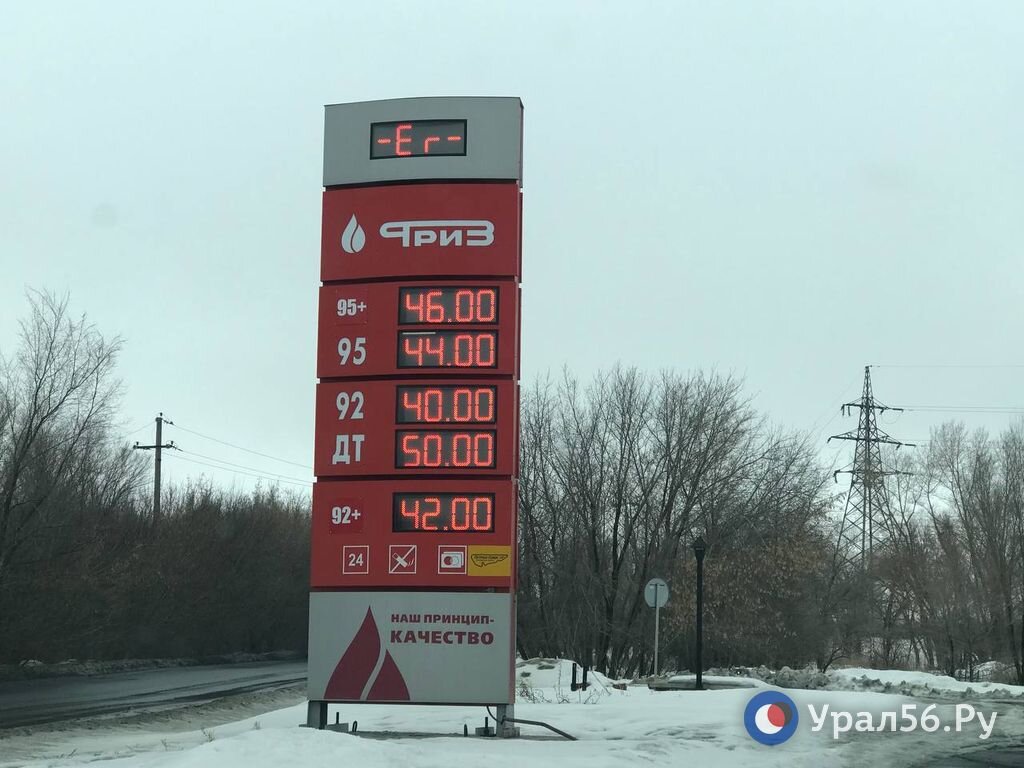 -Er-
ТРИЗ
95+ 46.00
95 44.00
92 40.00
ДТ 50.00
92+ 42.00
24
НАШ ПРИНЦИП-
КАЧЕСТВО
Урал56.Ру